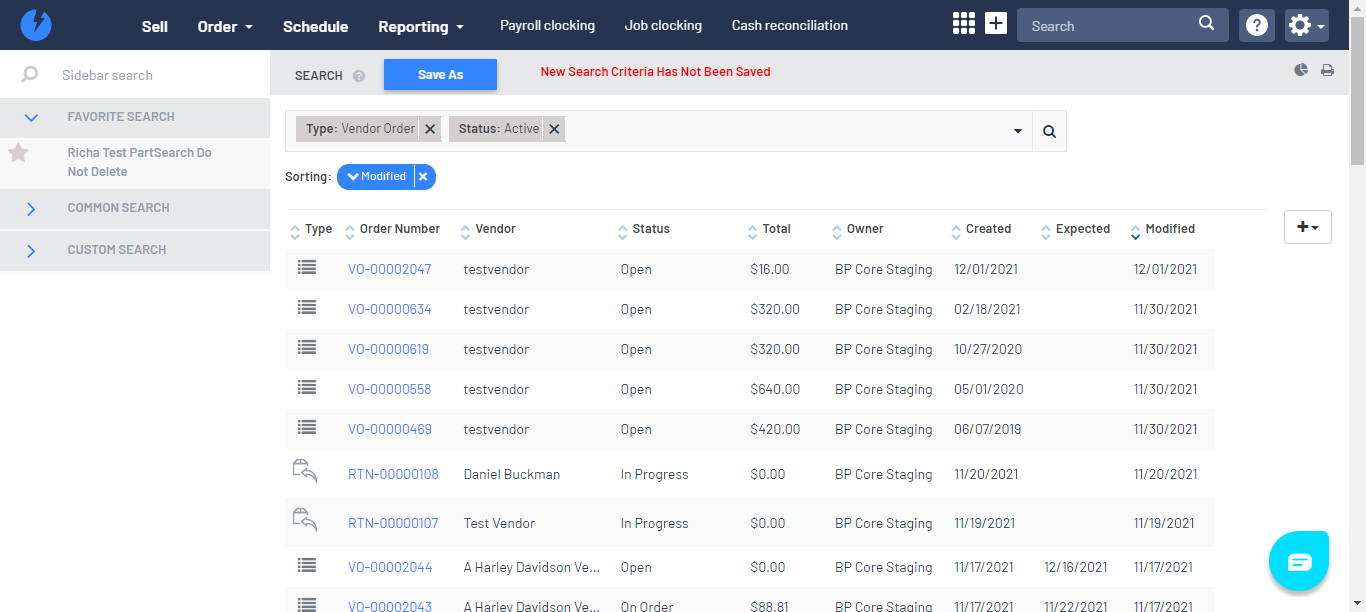 Sell Order Schedule Reporting Payroll clocking Job clocking Cash reconciliation Search
Sidebar search
FAVORITE SEARCH
Richa Test PartSearch Do
Not Delete
COMMON SEARCH
CUSTOM SEARCH
SEARCH Save As New Search Criteria Has Not Been Saved
Type: Vendor Order Status: Active
Sorting: Modified
Type Order Number Vendor Status Total Owner Created Expected Modified
VO-00002047 testvendor Open $16.00 BP Core Staging 12/01/2021 12/01/2021
VO-00000634 testvendor Open $320.00 BP Core Staging 02/18/2021 11/30/2021
VO-00000619 testvendor Open $320.00 BP Core Staging 10/27/2020 11/30/2021
VO-00000558 testvendor Open $640.00 BP Core Staging 05/01/2020 11/30/2021
VO-00000469 testvendor Open $420.00 BP Core Staging 06/07/2019 11/30/2021
RTN-00000108 Daniel Buckman In Progress $0.00 BP Core Staging 11/20/2021 11/20/2021
RTN-00000107 Test Vendor In Progress $0.00 BP Core Staging 11/19/2021 11/19/2021
VO-00002044 A Harley Davidson Ve... Open $0.00 BP Core Staging 11/17/2021 12/16/2021 11/17/2021
VO-00002043 A Harley Davidson Ve... On Order $88.81 BP Core Staging 11/17/2021 11/22/2021 11/17/2021